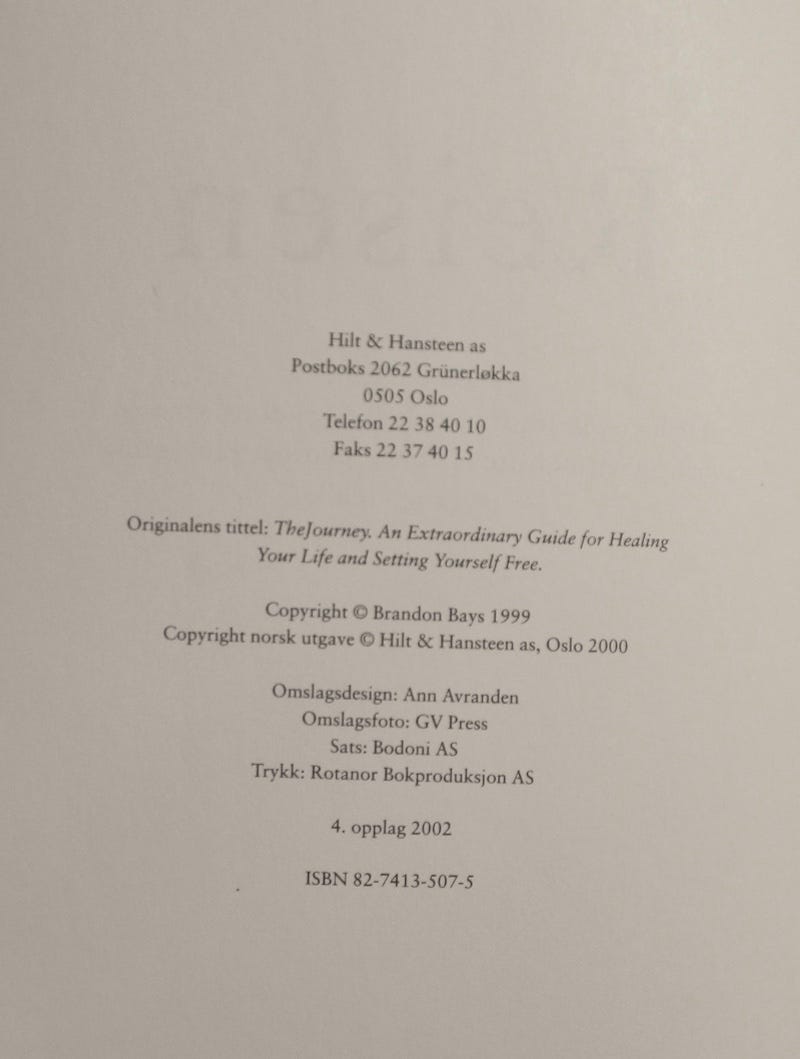 Hilt & Hansteen as
Postboks 2062 Grünerløkka
0505 Oslo
Telefon 22 38 40 10
Faks 22 37 40 15
Originalens tittel: TheJourney. An Extraordinary Guide for Healing
Your Life and Setting Yourself Free.
Copyright © Brandon Bays 1999
Copyright norsk utgave © Hilt & Hansteen as, Oslo 2000
Omslagsdesign: Ann Avranden
Omslagsfoto: GV Press
Sats: Bodoni AS
Trykk: Rotanor Bokproduksjon AS
4. opplag 2002
ISBN 82-7413-507-5